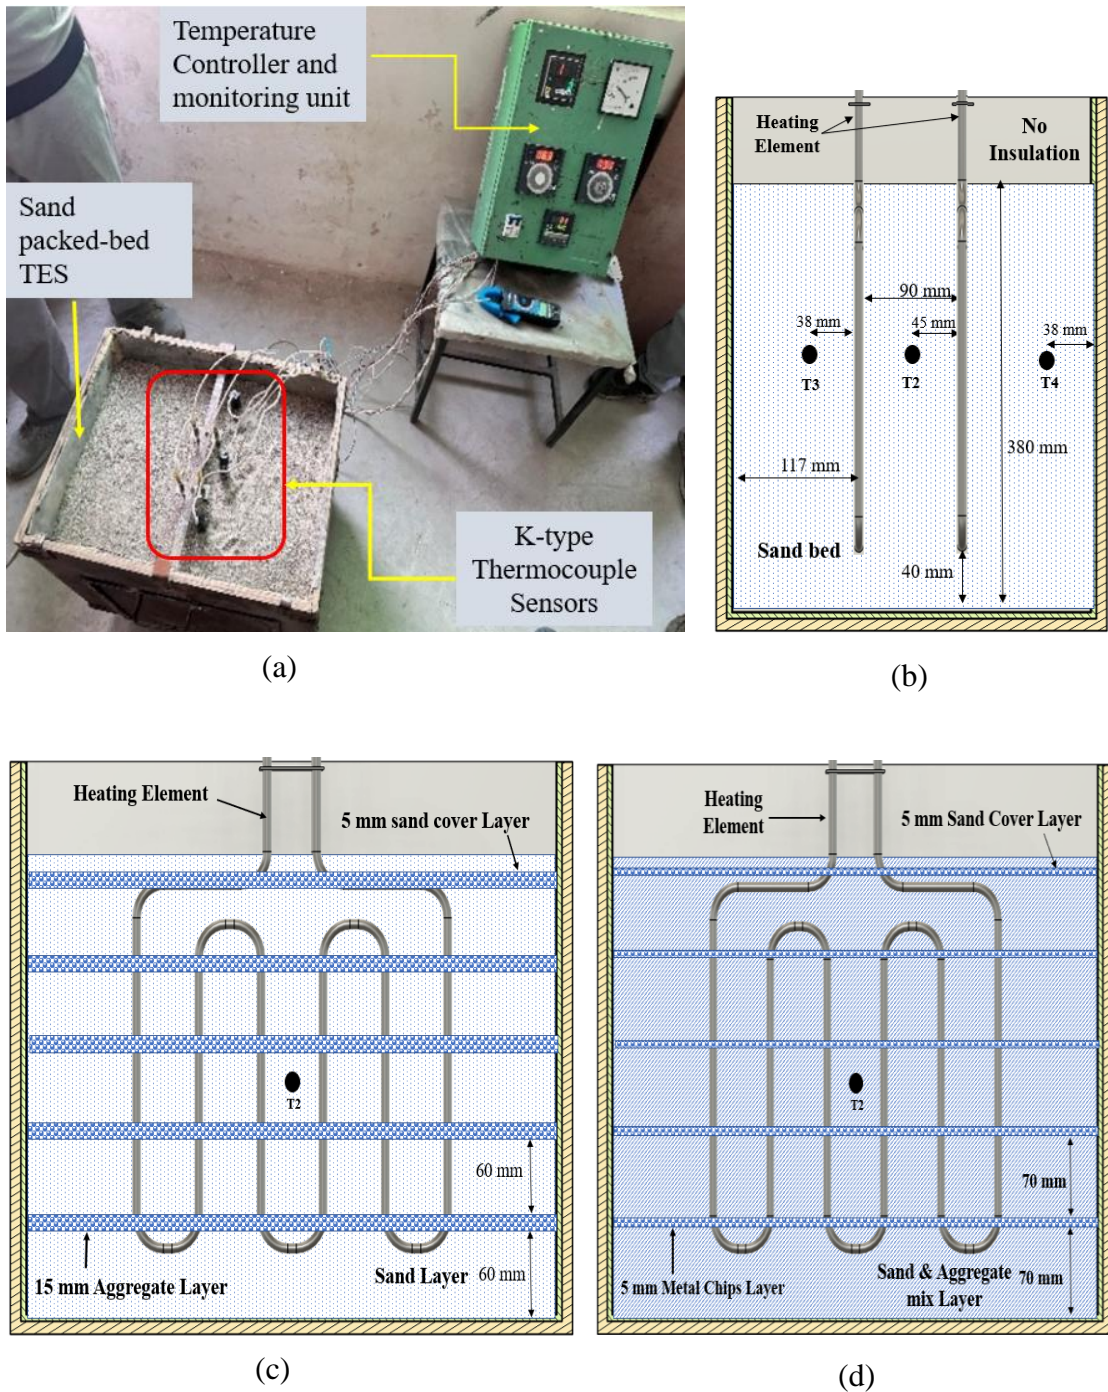 Temperature
Controller and
monitoring unit
Sand
packed-bed
TES
K-type
Thermocouple
Sensors
(a)
Heating
Element
No
Insulation
90 mm
38 mm
45 mm
38 mm
T3
T2
T4
380 mm
117 mm
Sand bed
40 mm
(b)
Heating Element
5 mm sand cover Layer
T2
60 mm
15 mm Aggregate Layer
Sand Layer
60 mm
(c)
Heating
Element
5 mm Sand Cover Layer
T2
70 mm
5 mm Metal Chips Layer
Sand & Aggregate
mix Layer
70 mm
(d)